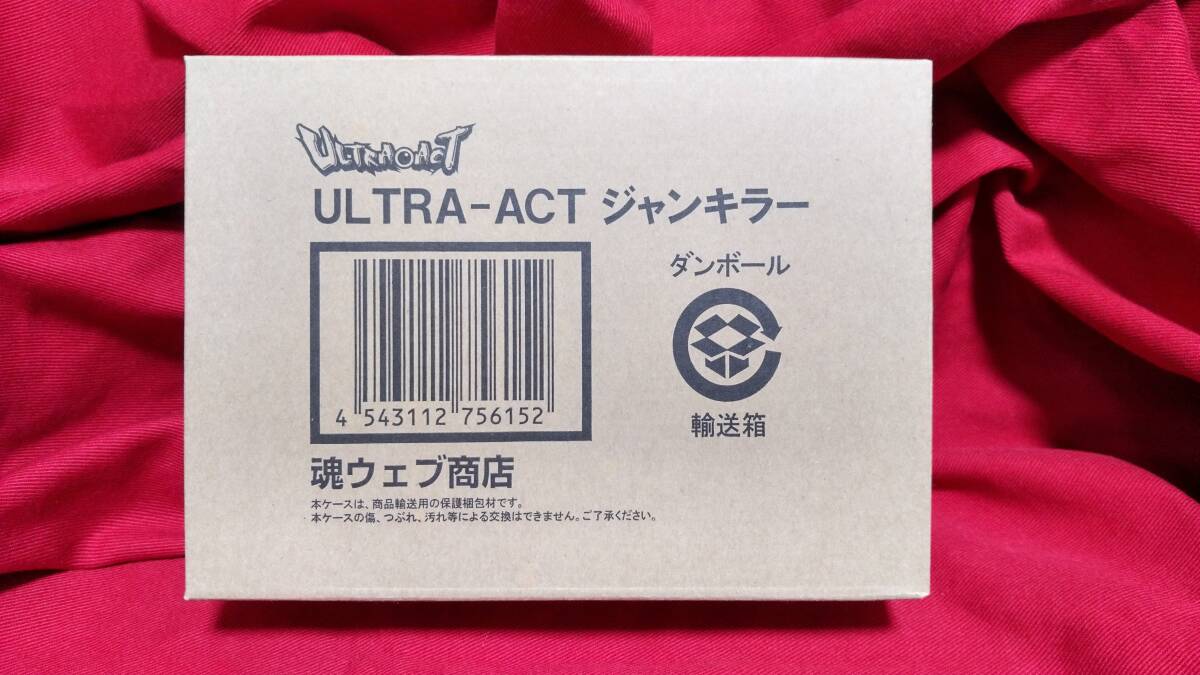 ULTRA-ACT
ULTRA-ACT ジャンキラー
ダンボール
4 543112 756152
輸送箱
魂ウェブ商店
本ケースは、商品輸送用の保護梱包材です。
本ケースの傷、つぶれ、汚れ等による交換はできません。ご了承ください。